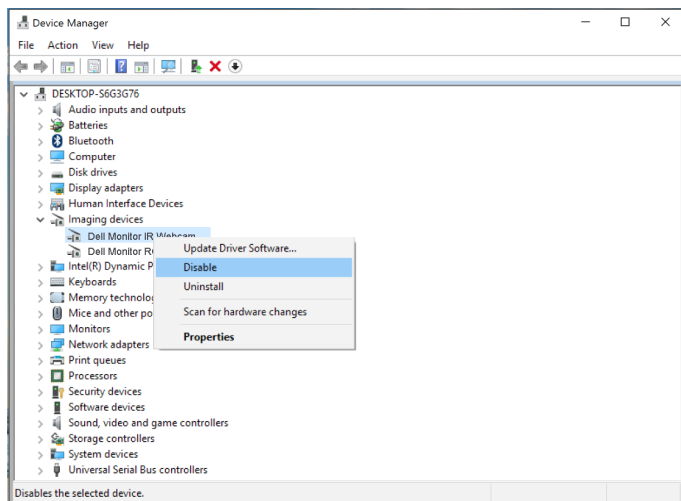 Device Manager
File Action View Help
DESKTOP-S6G3G76
Audio inputs and outputs
Batteries
Bluetooth
Computer
Disk drives
Display adapters
Human Interface Devices
Imaging devices
Dell Monitor IR Webcam
Dell Monitor R
Update Driver Software...
Intel(R) Dynamic P
Disable
Keyboards
Uninstall
Memory technolo
Mice and other po
Scan for hardware changes
Monitors
Network adapters
Properties
Print queues
Processors
Security devices
Software devices
Sound, video and game controllers
Storage controllers
System devices
Universal Serial Bus controllers
Disables the selected device.